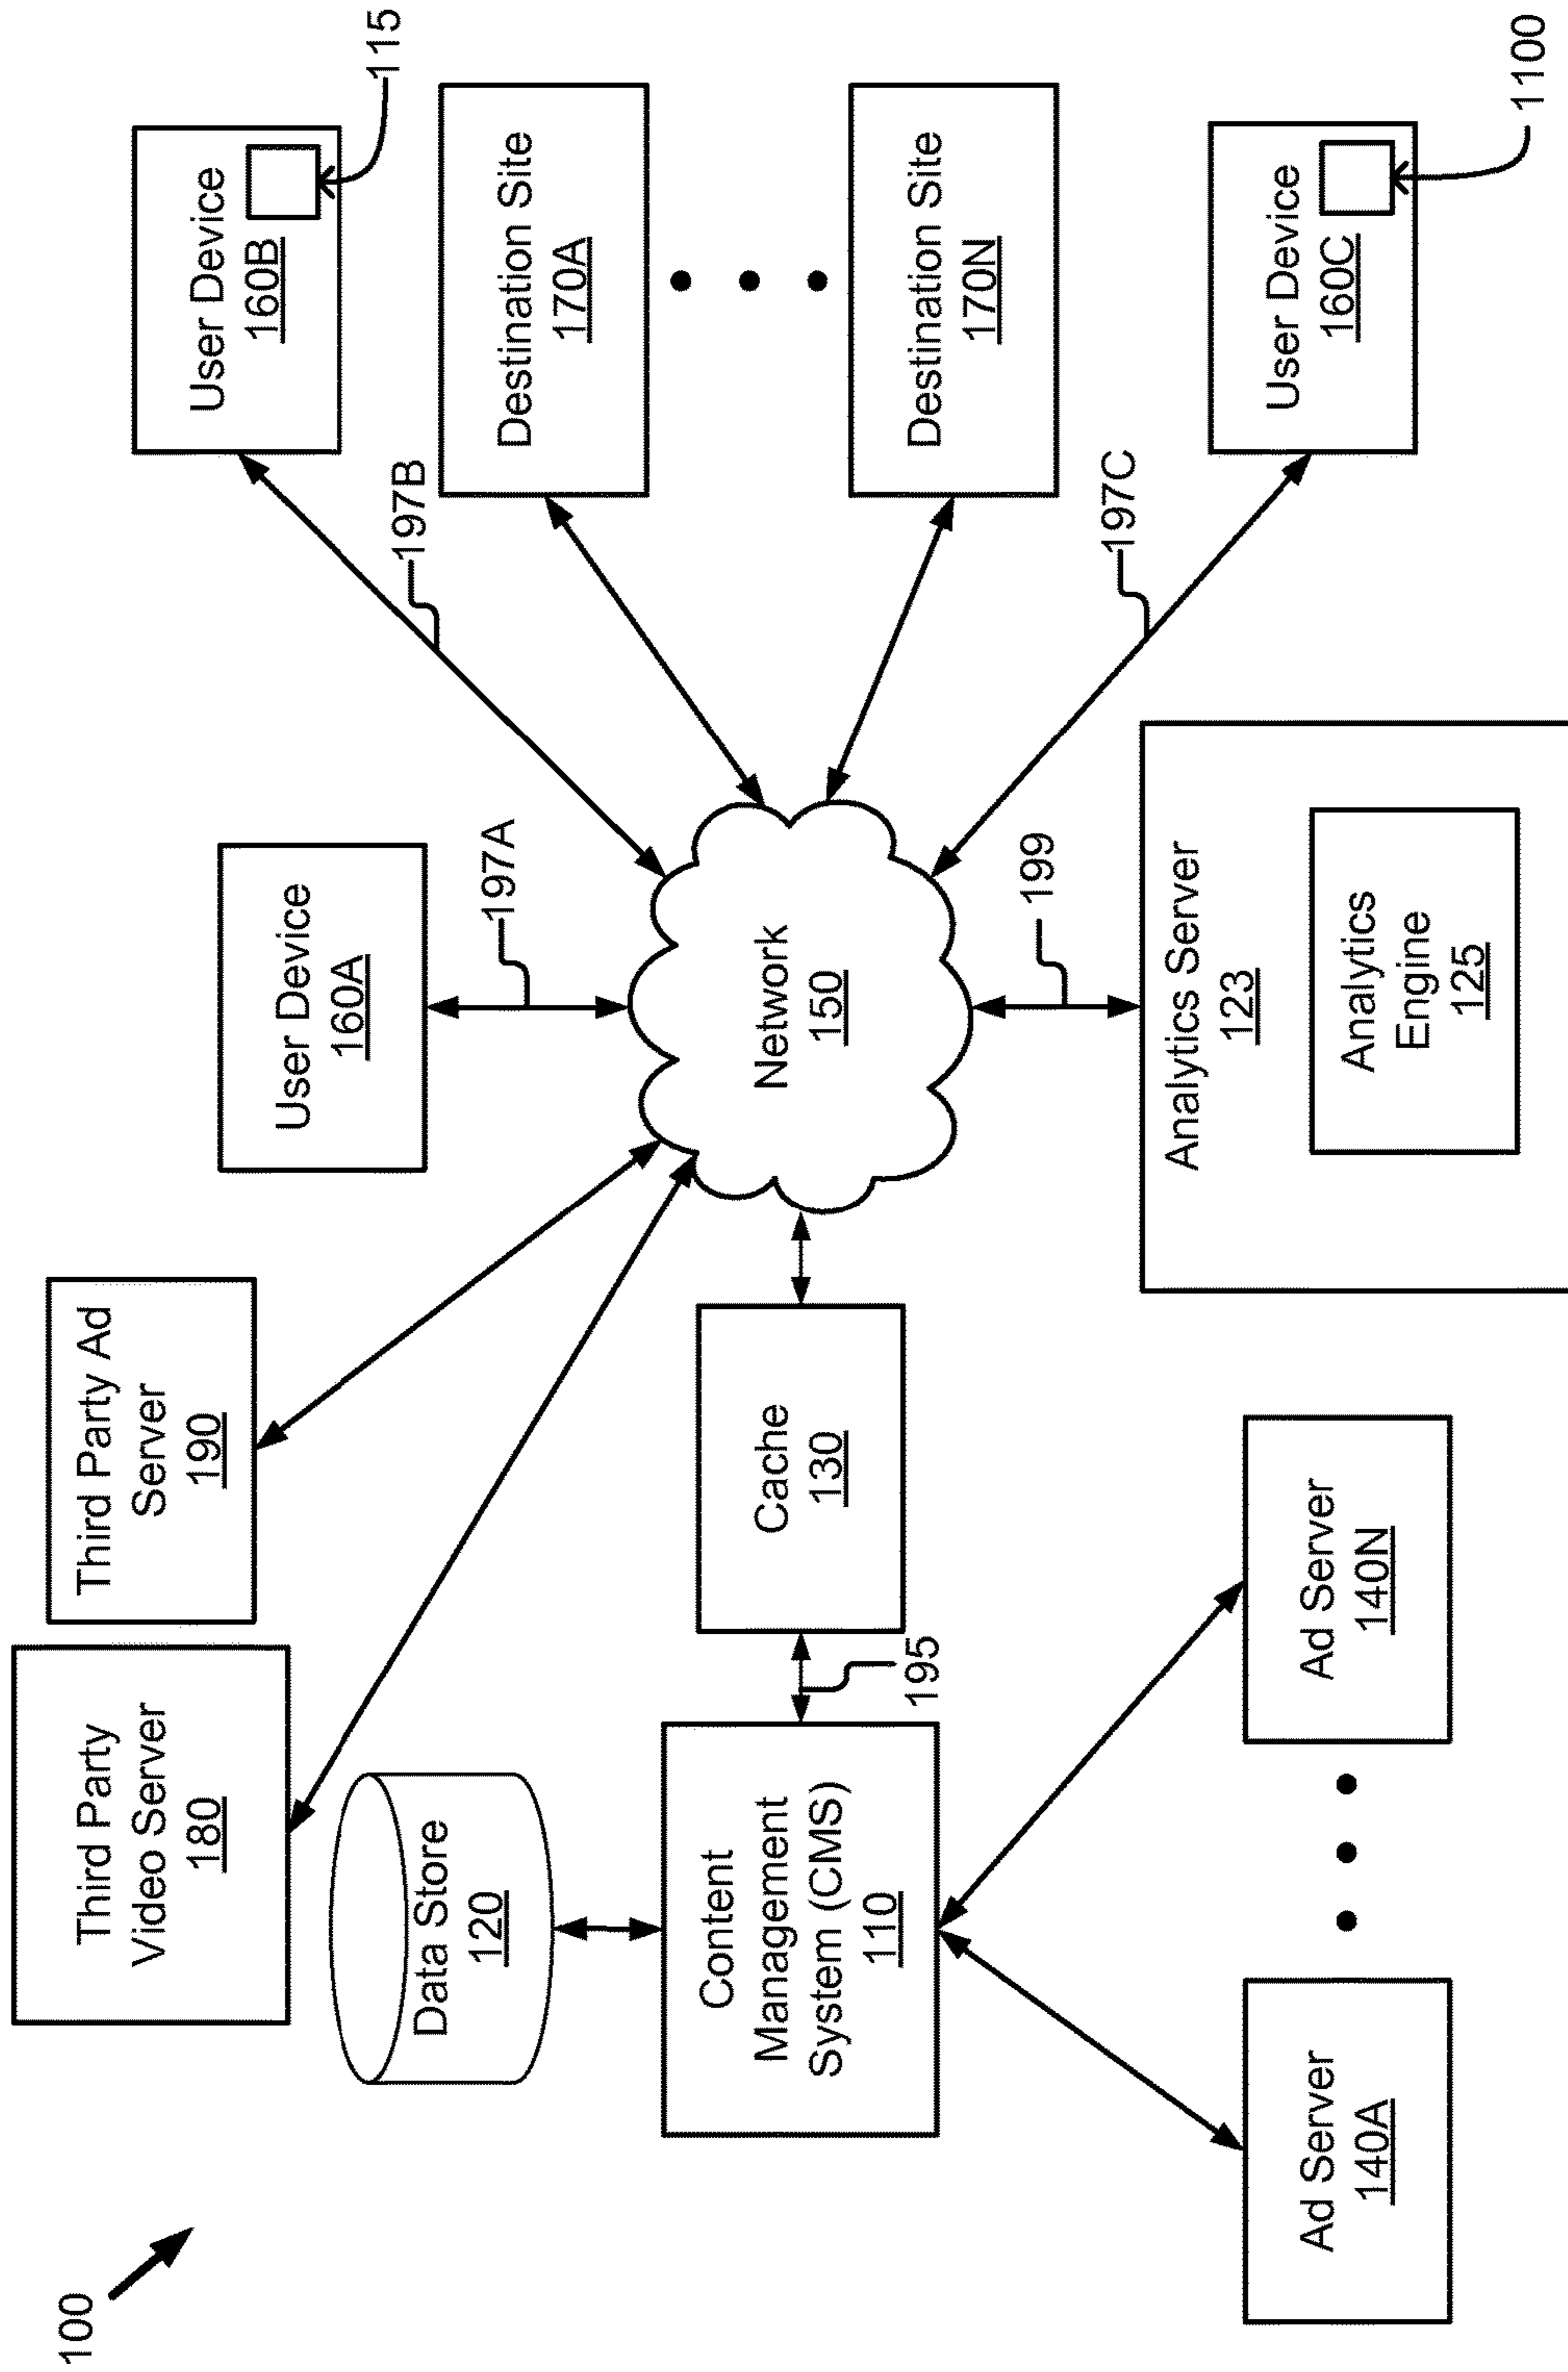 100
Third Party
Video Server
180
Third Party Ad
Server
190
User Device
160A
User Device
160B
115
197A
197B
Data Store
120
Destination Site
170A
Content
Management
System (CMS)
110
195
Cache
130
Network
150
Destination Site
170N
197C
199
Ad Server
140A
Ad Server
140N
Analytics Server
123
Analytics
Engine
125
User Device
160C
1100